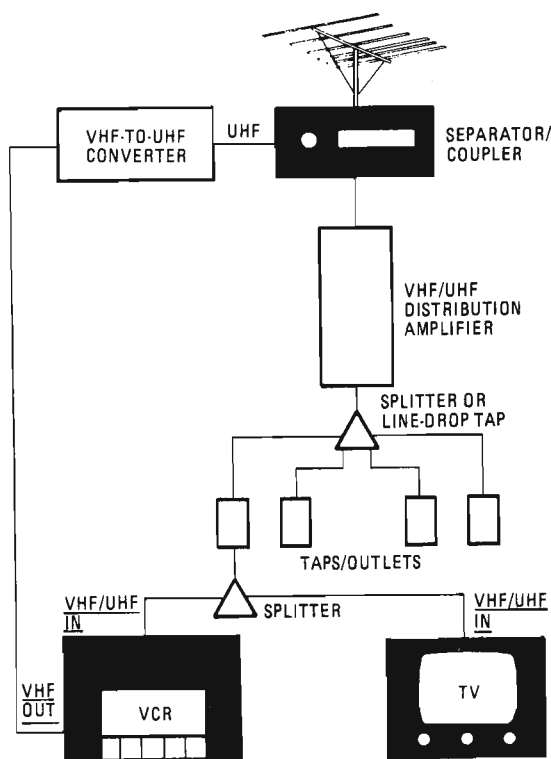 VHF-TO-UHF
CONVERTER
UHF
SEPARATOR/
COUPLER
VHF/UHF
DISTRIBUTION
AMPLIFIER
SPLITTER OR
LINE-DROP TAP
TAPS/OUTLETS
VHF/UHF
IN
SPLITTER
VHF/UHF
IN
VHF
OUT
VCR
TV